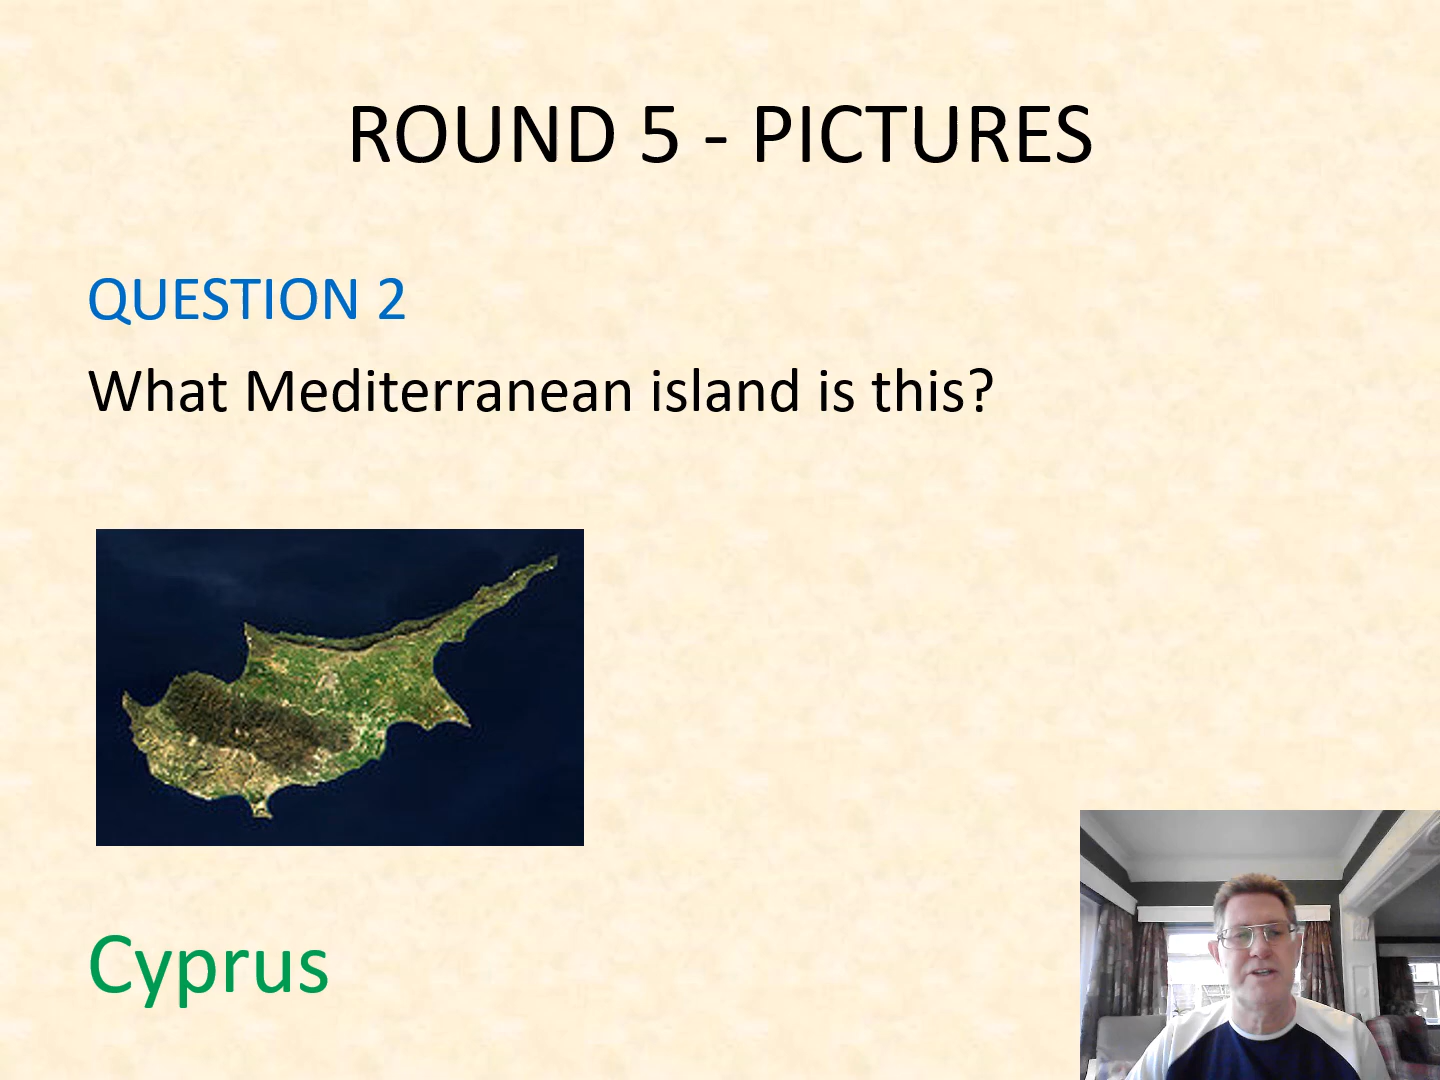 ROUND 5 - PICTURES
QUESTION 2
What Mediterranean island is this?
Cyprus